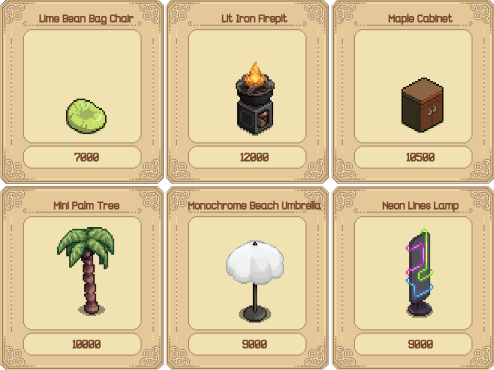 Lime Bean Bag Chair
7000
Lit Iron Firepit
12000
Maple Cabinet
10500
Mini Palm Tree
10000
Monochrome Beach Umbrella
9000
Neon Lines Lamp
9000